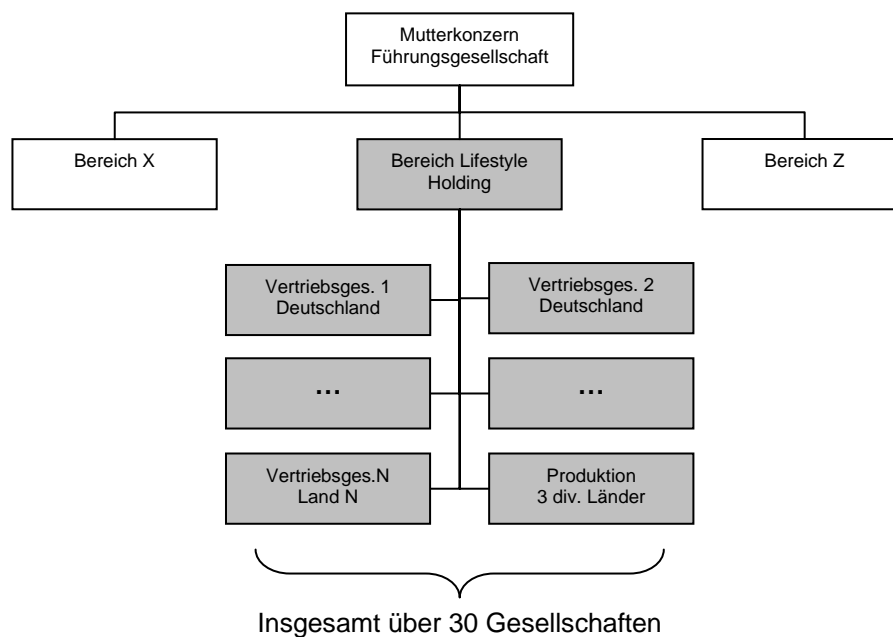 Mutterkonzern
Führungsgesellschaft
Bereich X
Bereich Lifestyle
Holding
Bereich Z
Vertriebsges. 1
Deutschland
Vertriebsges. 2
Deutschland
...
...
Vertriebsges.N
Land N
Produktion
3 div. Länder
Insgesamt über 30 Gesellschaften